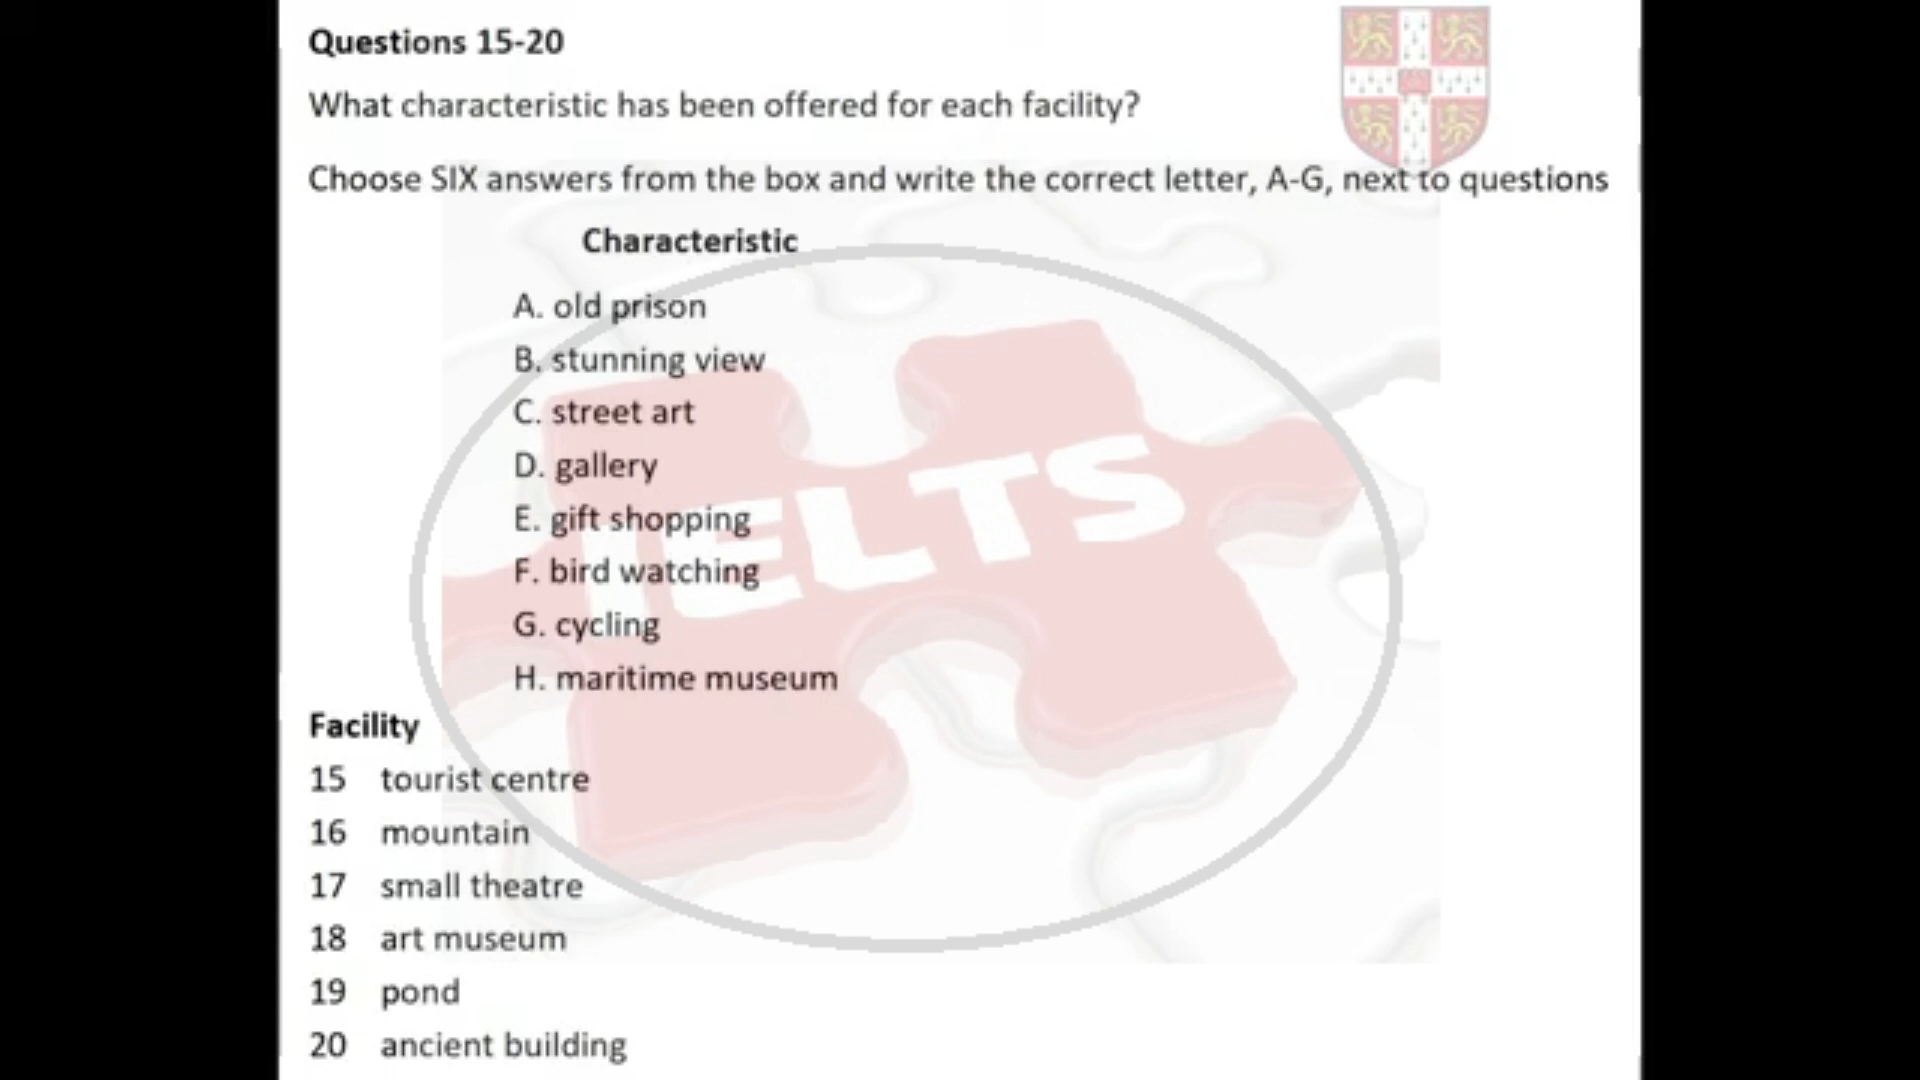 Questions 15-20
What characteristic has been offered for each facility?
Choose SIX answers from the box and write the correct letter, A-G, next to questions
Characteristic
A. old prison
B. stunning view
C. street art
D. gallery
E. gift shopping
F. bird watching
G. cycling
H. maritime museum
IELTS
Facility
15 tourist centre
16 mountain
17 small theatre
18 art museum
19 pond
20 ancient building